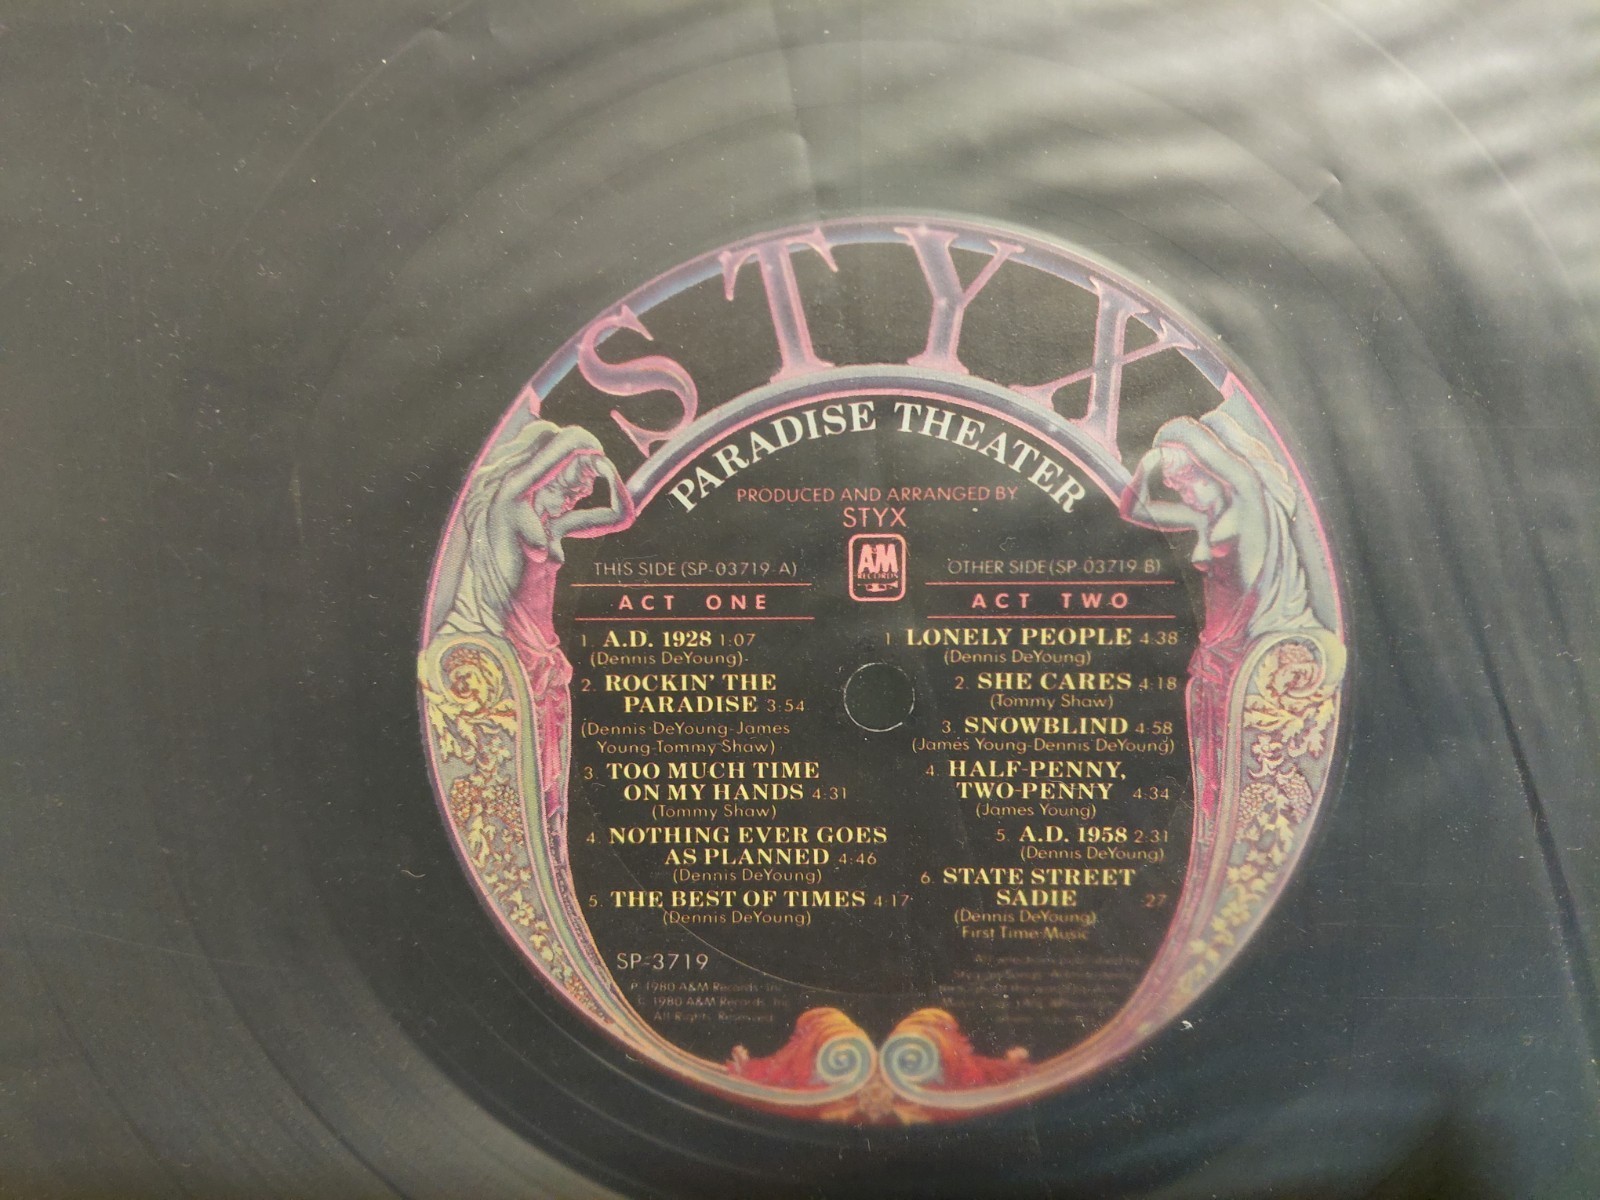 STYX
PARADISE THEATER
PRODUCED AND ARRANGED BY
STYX
A&M
RECORDS
THIS SIDE (SP-03719-A)
ACT ONE
1. A.D. 1928 1:07
(Dennis DeYoung)
2. ROCKIN' THE
PARADISE 3:54
(Dennis DeYoung-James
Young-Tommy Shaw)
3. TOO MUCH TIME
ON MY HANDS 4:31
(Tommy Shaw)
4. NOTHING EVER GOES
AS PLANNED 4:46
(Dennis DeYoung)
5. THE BEST OF TIMES 4:17
(Dennis DeYoung)
SP-3719
P 1980 A&M Records, Inc.
C 1980 A&M Records, Inc.
All Rights Reserved
OTHER SIDE (SP-03719-B)
ACT TWO
1. LONELY PEOPLE 4:38
(Dennis DeYoung)
2. SHE CARES 4:18
(Tommy Shaw)
3. SNOWBLIND 4:58
(James Young-Dennis DeYoung)
4. HALF-PENNY,
TWO-PENNY 4:34
(James Young)
5. A.D. 1958 2:31
(Dennis DeYoung)
6. STATE STREET
SADIE :27
(Dennis DeYoung)
First Time Music
All selections published by